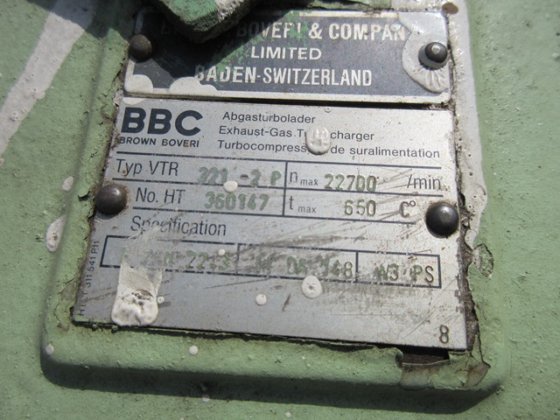 BOVERI & COMPAN
LIMITED
BADEN-SWITZERLAND
BBC
BROWN BOVERI
Abgasturbolader
Exhaust-Gas
Turbocompress de suralimentation
Typ VTR 221 -2 P
n max 22700 /min
No. HT 360147
t max 650 C°
Specification
W3 PS
8